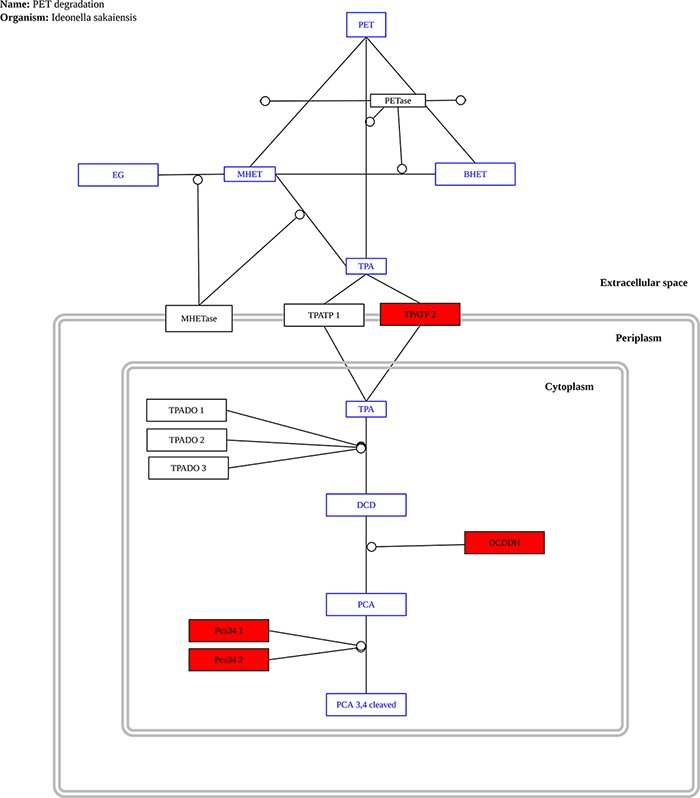 Name: PET degradation
Organism: Ideonella sakaiensis
PET
PETase
EG
MHET
BHET
TPA
Extracellular space
MHETase
TPATP 1
TPATP 2
Periplasm
Cytoplasm
TPA
TPADO 1
TPADO 2
TPADO 3
DCD
DCDDH
PCA
Pca34 1
Pca34 2
PCA 3,4 cleaved